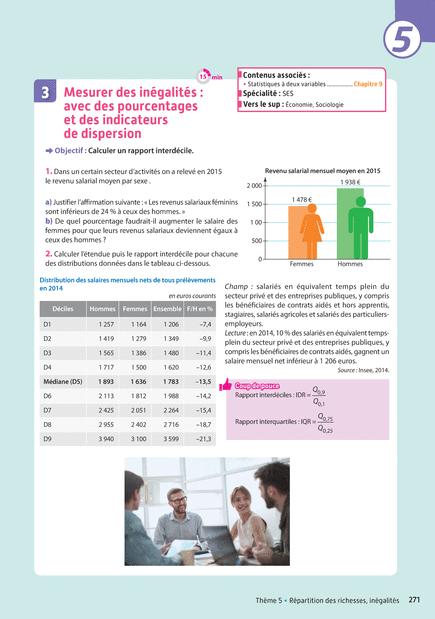 5
15 min
Contenus associés :
• Statistiques à deux variables ................. Chapitre 9
Spécialité : SES
Vers le sup : Économie, Sociologie
3
Mesurer des inégalités :
avec des pourcentages
et des indicateurs
de dispersion
➡ Objectif : Calculer un rapport interdécile.
1. Dans un certain secteur d'activités on a relevé en 2015
le revenu salarial moyen par sexe .
a) Justifier l'affirmation suivante : « Les revenus salariaux féminins
sont inférieurs de 24 % à ceux des hommes. »
b) De quel pourcentage faudrait-il augmenter le salaire des
femmes pour que leurs revenus salariaux deviennent égaux à
ceux des hommes ?
2. Calculer l'étendue puis le rapport interdécile pour chacune
des distributions données dans le tableau ci-dessous.
Revenu salarial mensuel moyen en 2015
2 000
1 500
1 00
500
0
1 478 €
1 938 €
Femmes
Hommes
Distribution des salaires mensuels nets de tous prélèvements
en 2014
en euros courants
Déciles Hommes Femmes Ensemble F/H en %
D1 1 257 1 164 1 206 –7,4
D2 1 419 1 279 1 349 –9,9
D3 1 565 1 386 1 480 –11,4
D4 1 717 1 500 1 620 –12,6
Médiane (D5) 1 893 1 636 1 783 –13,5
D6 2 113 1 812 1 988 –14,2
D7 2 425 2 051 2 264 –15,4
D8 2 955 2 402 2 716 –18,7
D9 3 940 3 100 3 599 –21,3
Champ : salariés en équivalent temps plein du
secteur privé et des entreprises publiques, y compris
les bénéficiaires de contrats aidés et hors apprentis,
stagiaires, salariés agricoles et salariés des particuliers-
employeurs.
Lecture : en 2014, 10 % des salariés en équivalent temps-
plein du secteur privé et des entreprises publiques, y
compris les bénéficiaires de contrats aidés, gagnent un
salaire mensuel net inférieur à 1 206 euros.
Source : Insee, 2014.
Coup de pouce
Rapport interdéciles : IDR = Q0,9 / Q0,1
Rapport interquartiles : IQR = Q0,75 / Q0,25
Thème 5 • Répartition des richesses, inégalités 271